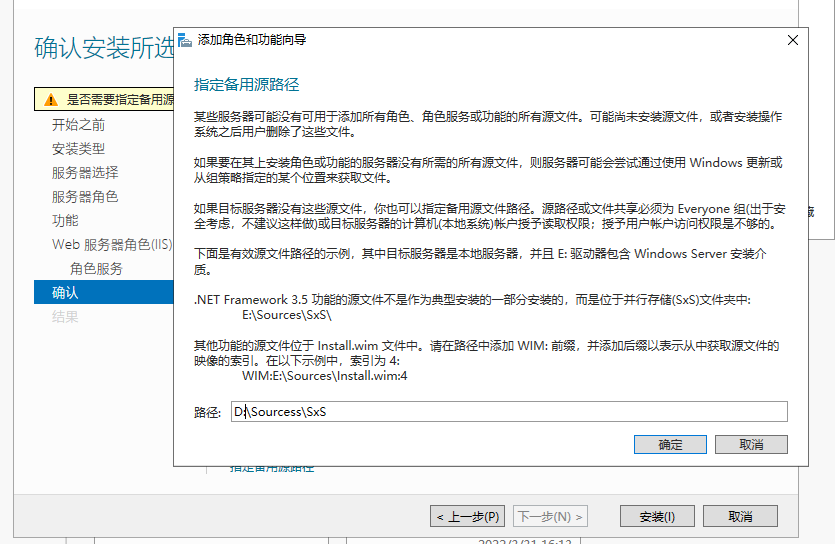 确认安装所选
添加角色和功能向导
指定备用源路径
是否需要指定备用源
开始之前
安装类型
服务器选择
服务器角色
功能
Web 服务器角色(IIS)
角色服务
确认
结果
某些服务器可能没有可用于添加所有角色、角色服务或功能的所有源文件。可能尚未安装源文件，或者安装操作
系统之后用户删除了这些文件。
如果要在其上安装角色或功能的服务器没有所需的所有源文件，则服务器可能会尝试通过使用 Windows 更新或
从组策略指定的某个位置来获取文件。
如果目标服务器没有这些源文件，你也可以指定备用源文件路径。源路径或文件共享必须为 Everyone 组(出于安
全考虑，不建议这样做)或目标服务器的计算机(本地系统)帐户授予读取权限；授予用户帐户访问权限是不够的。
下面是有效源文件路径的示例，其中目标服务器是本地服务器，并且 E: 驱动器包含 Windows Server 安装介
质。
.NET Framework 3.5 功能的源文件不是作为典型安装的一部分安装的，而是位于并行存储(SxS)文件夹中:
E:\Sources\SxS\
其他功能的源文件位于 Install.wim 文件中。请在路径中添加 WIM: 前缀，并添加后缀以表示从中获取源文件的
映像的索引。在以下示例中，索引为 4:
WIM:E:\Sources\Install.wim:4
路径: D:\Sourcess\SxS
确定 取消
指定备用源路径
< 上一步(P) 下一步(N) > 安装(I) 取消
2022/3/31 16:13